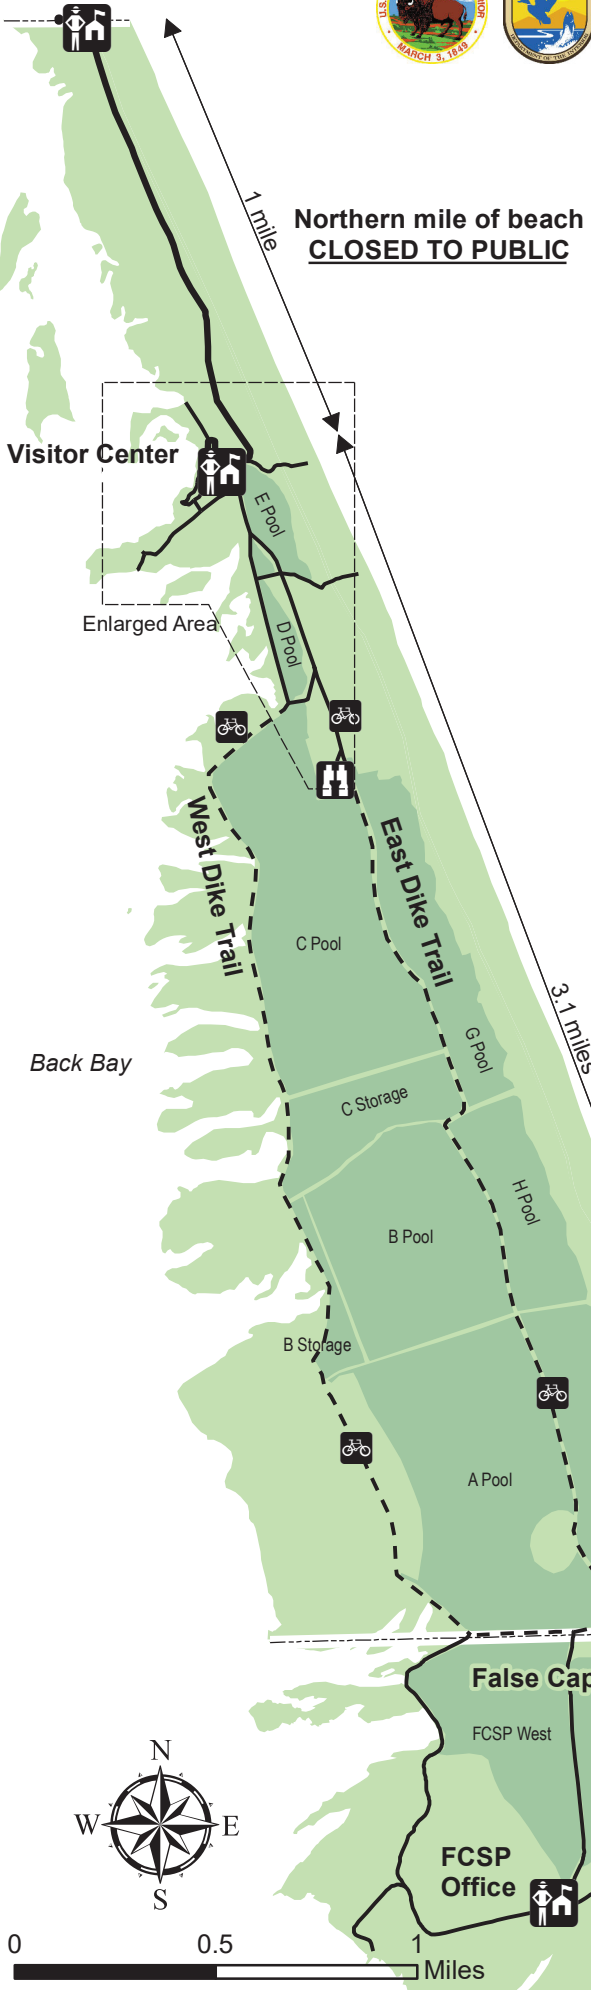 U.S.
RIOR
MARCH 3, 1849
1 mile
Northern mile of beach
CLOSED TO PUBLIC
Visitor Center
E Pool
Enlarged Area
D Pool
West Dike Trail
East Dike Trail
C Pool
3.1 miles
G Pool
Back Bay
C Storage
H Pool
B Pool
B Storage
A Pool
False Cap
FCSP West
N
W
E
S
FCSP
Office
0 0.5 1
Miles